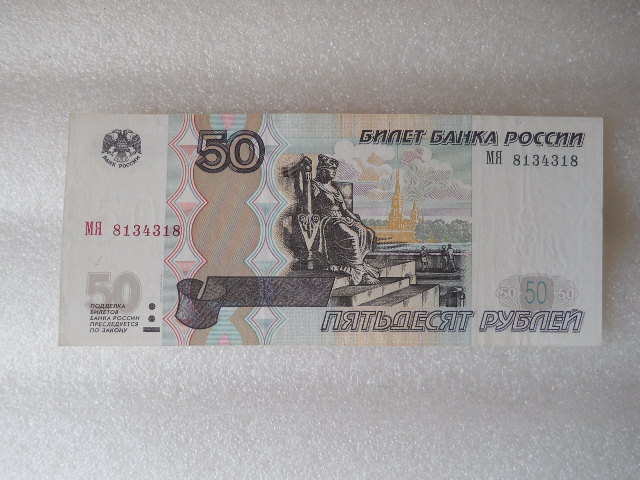 БАНК РОССИИ
50
БИЛЕТ БАНКА РОССИИ
МЯ 8134318
МЯ 8134318
50
ПОДДЕЛКА
БИЛЕТОВ
БАНКА РОССИИ
ПРЕСЛЕДУЕТСЯ
ПО ЗАКОНУ
50 50 50
ПЯТЬДЕСЯТ РУБЛЕЙ